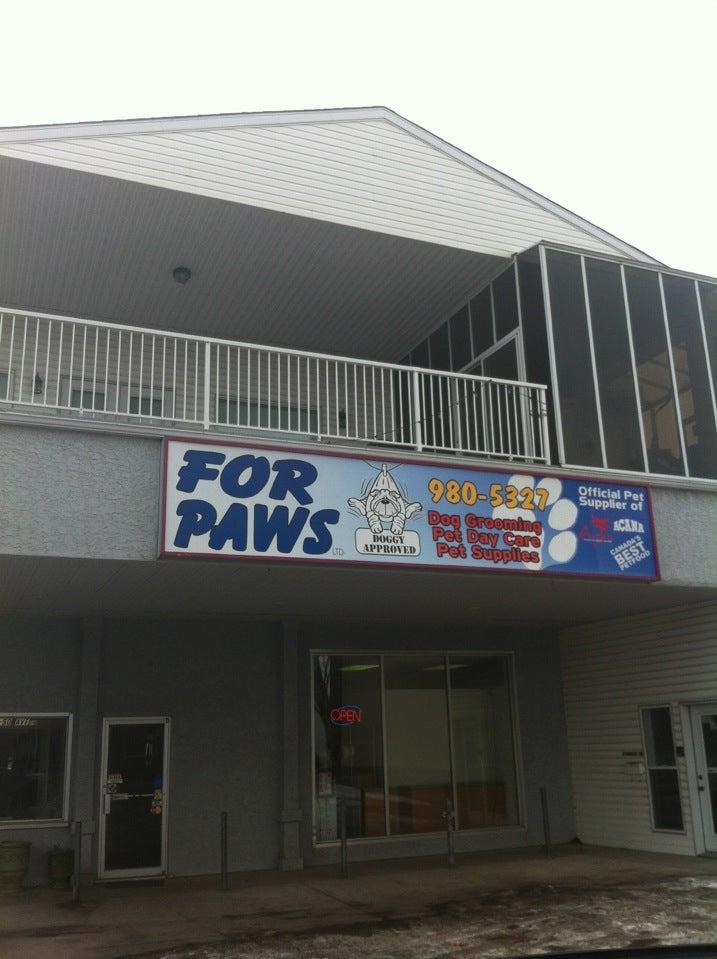 FOR
PAWS
LTD.
DOGGY
APPROVED
980-5327
Dog Grooming
Pet Day Care
Pet Supplies
Official Pet
Supplier of
ACANA
CANADA'S
BEST
PETFOOD
OPEN